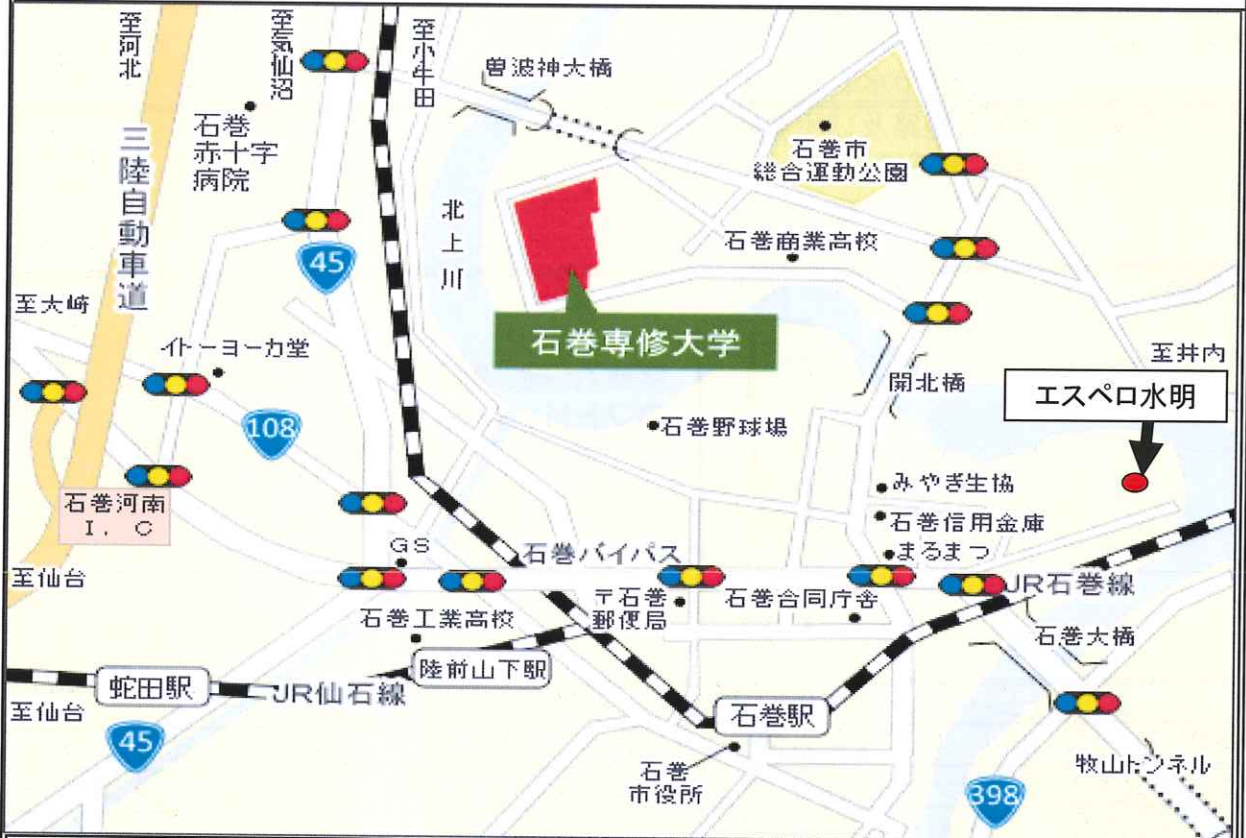 至河北
至成田沼
至小牛田
曽波神大橋
石巻
赤十字
病院
石巻市
総合運動公園
三陸自動車道
北上川
石巻商業高校
45
至大崎
石巻専修大学
イトーヨーカ堂
至井内
開北橋
エスペロ水明
108
石巻野球場
みやぎ生協
石巻河南
I. C
石巻信用金庫
まるまつ
GS
石巻バイパス
至仙台
JR石巻線
〒石巻
郵便局
石巻合同庁舎
石巻工業高校
石巻大橋
陸前山下駅
蛇田駅
JR仙石線
至仙台
石巻駅
45
石巻
市役所
牧山トンネル
398